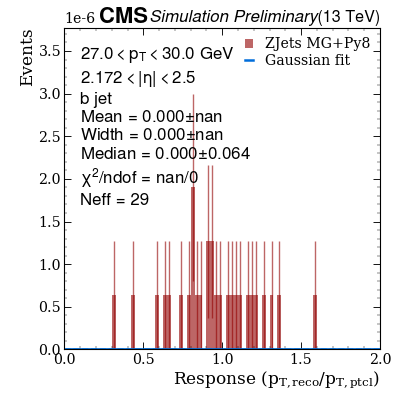 1e-6 CMS Simulation Preliminary (13 TeV)
Events
3.5
3.0
2.5
2.0
1.5
1.0
0.5
0.0
27.0 < pT < 30.0 GeV
2.172 < |η| < 2.5
b jet
Mean = 0.000±nan
Width = 0.000±nan
Median = 0.000±0.064
χ²/ndof = nan/0
Neff = 29
ZJets MG+Py8
Gaussian fit
0.0 0.5 1.0 1.5 2.0
Response (pT,reco/pT,ptcl)